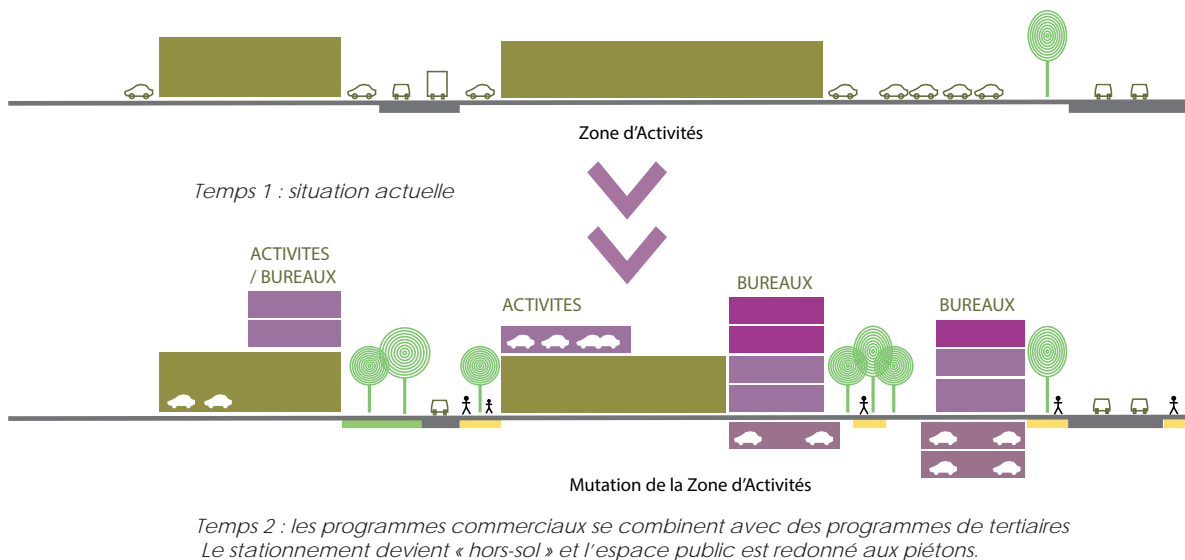 Zone d'Activités
Temps 1 : situation actuelle
ACTIVITES
/ BUREAUX
ACTIVITES
BUREAUX
BUREAUX
Mutation de la Zone d'Activités
Temps 2 : les programmes commerciaux se combinent avec des programmes de tertiaires
Le stationnement devient « hors-sol » et l'espace public est redonné aux piétons.